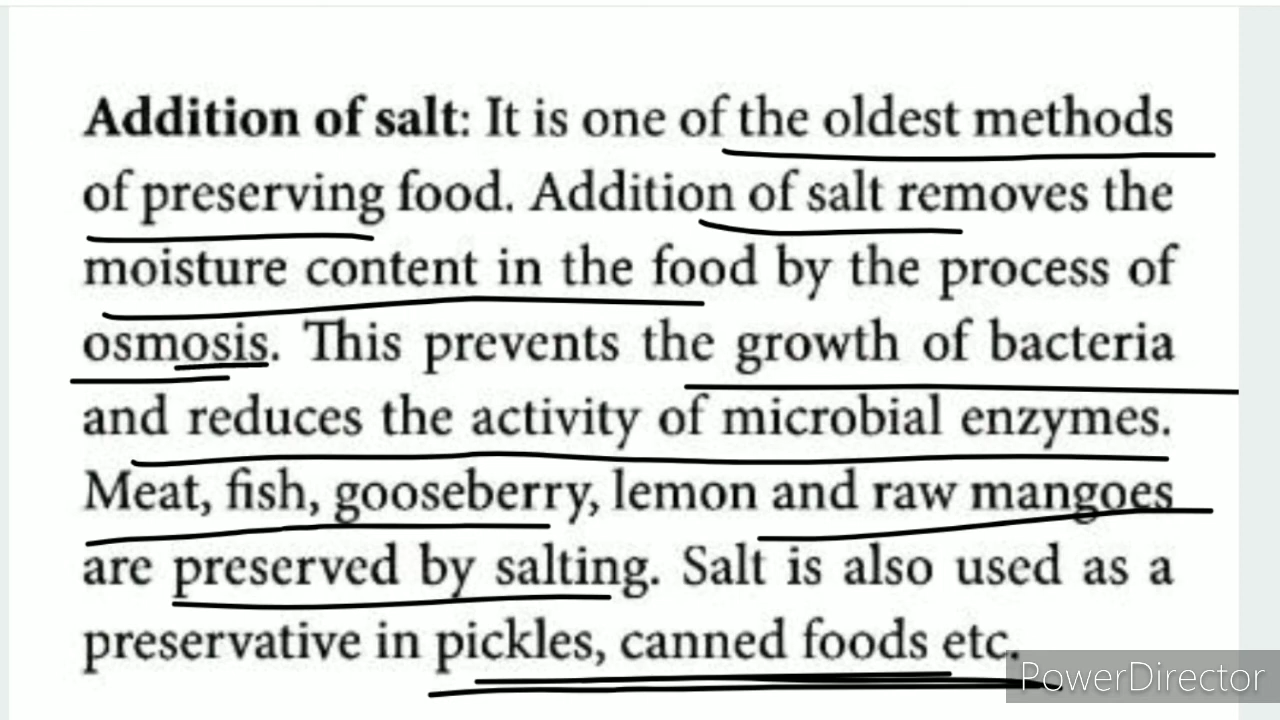 Addition of salt: It is one of the oldest methods
of preserving food. Addition of salt removes the
moisture content in the food by the process of
osmosis. This prevents the growth of bacteria
and reduces the activity of microbial enzymes.
Meat, fish, gooseberry, lemon and raw mangoes
are preserved by salting. Salt is also used as a
preservative in pickles, canned foods etc.
PowerDirector